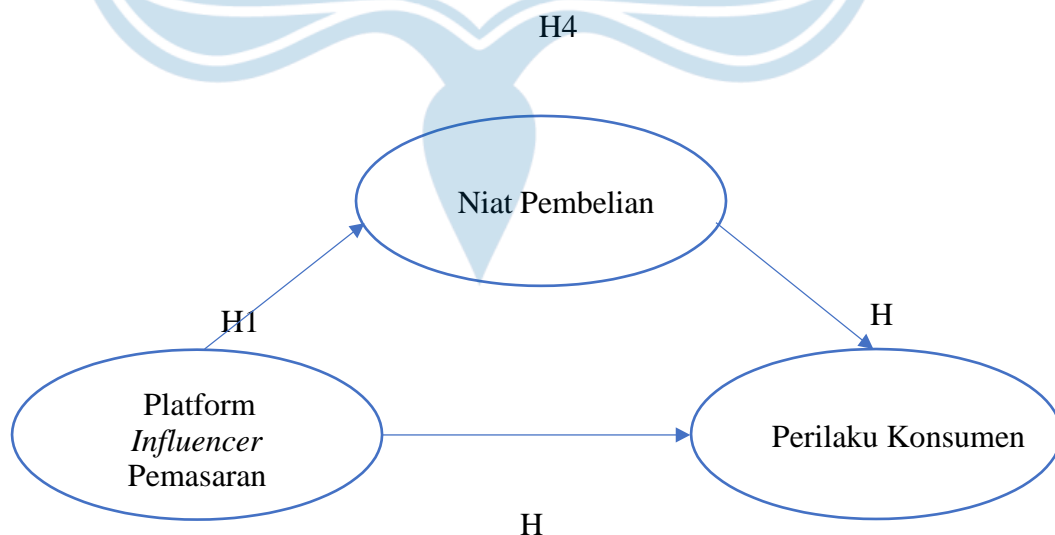 H4
Niat Pembelian
H1
H
Platform
Influencer
Pemasaran
Perilaku Konsumen
H